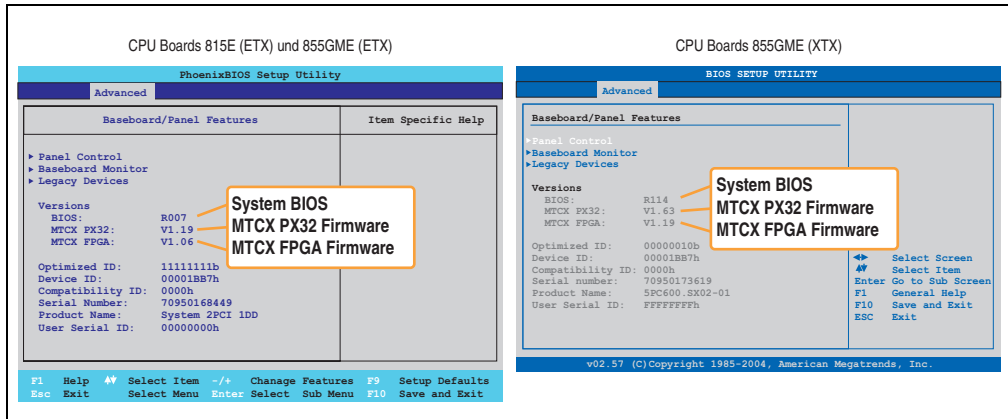 CPU Boards 815E (ETX) und 855GME (ETX)
PhoenixBIOS Setup Utility
Advanced
Baseboard/Panel Features
Item Specific Help
▸ Panel Control
▸ Baseboard Monitor
▸ Legacy Devices
Versions
BIOS: R007
MTCX PX32: V1.19
MTCX FPGA: V1.06
System BIOS
MTCX PX32 Firmware
MTCX FPGA Firmware
Optimized ID: 11111111b
Device ID: 00001BB7h
Compatibility ID: 0000h
Serial Number: 70950168449
Product Name: System 2PCI 1DD
User Serial ID: 00000000h
F1 Help Select Item -/+ Chanage Features F9 Setup Defaults
Esc Exit Select Menu Enter Select Sub Menu F10 Save and Exit
CPU Boards 855GME (XTX)
BIOS SETUP UTILITY
Advanced
Baseboard/Panel Features
▸Panel Control
▸Baseboard Monitor
▸Legacy Devices
Versions
BIOS: R114
MTCX PX32: V1.63
MTCX FPGA: V1.19
System BIOS
MTCX PX32 Firmware
MTCX FPGA Firmware
Optimized ID: 00000010b
Device ID: 00001BB7h
Compatibility ID: 0000h
Serial number: 70950173619
Product Name: 5PC600.SX02-01
User Serial ID: FFFFFFFFh
Select Screen
Select Item
Enter Go to Sub Screen
F1 General Help
F10 Save and Exit
ESC Exit
v02.57 (C)Copyright 1985-2004, American Megatrends, Inc.